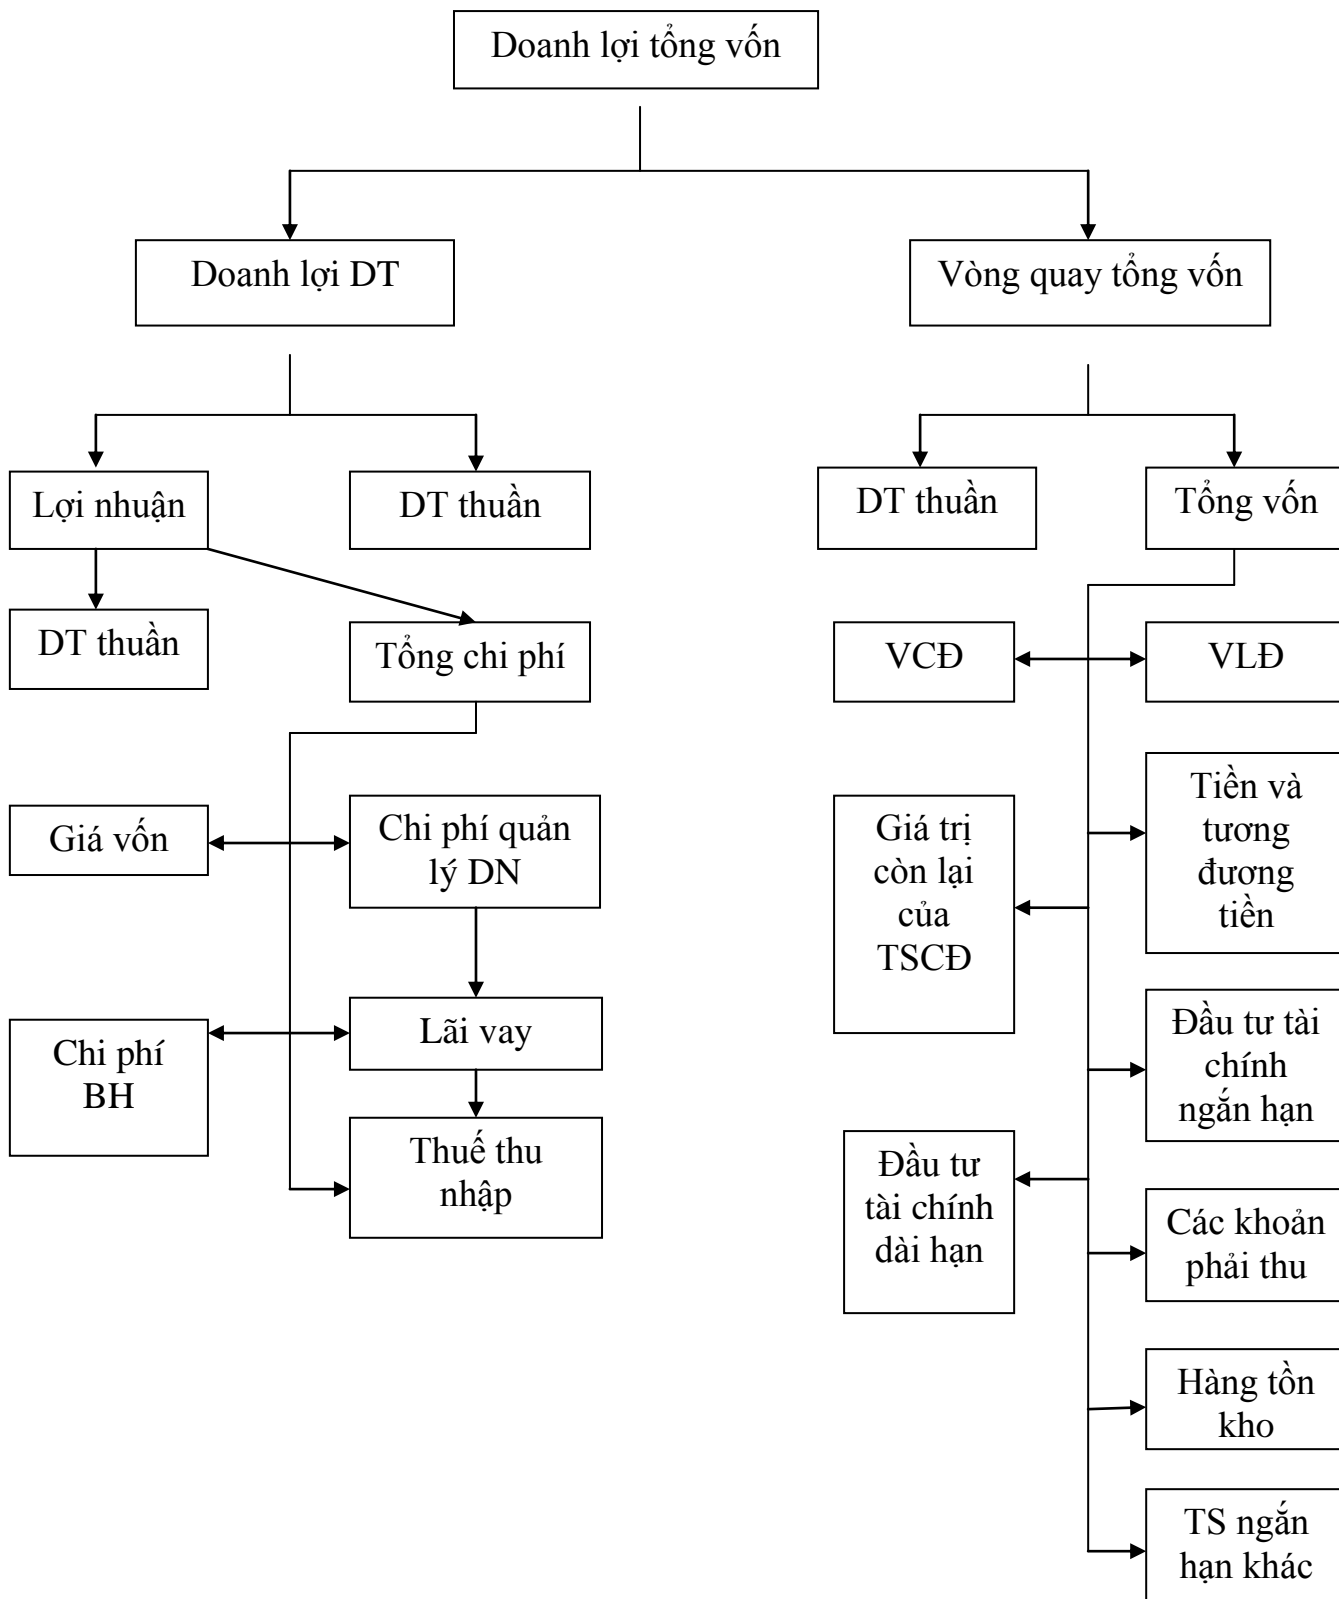 Doanh lợi tổng vốn
Doanh lợi DT
Vòng quay tổng vốn
Lợi nhuận
DT thuần
DT thuần
Tổng vốn
DT thuần
Tổng chi phí
VCĐ
VLĐ
Giá vốn
Chi phí quản
lý DN
Giá trị
còn lại
của
TSCĐ
Tiền và
tương
đương
tiền
Chi phí
BH
Lãi vay
Đầu tư tài
chính
ngắn hạn
Thuế thu
nhập
Đầu tư
tài chính
dài hạn
Các khoản
phải thu
Hàng tồn
kho
TS ngắn
hạn khác